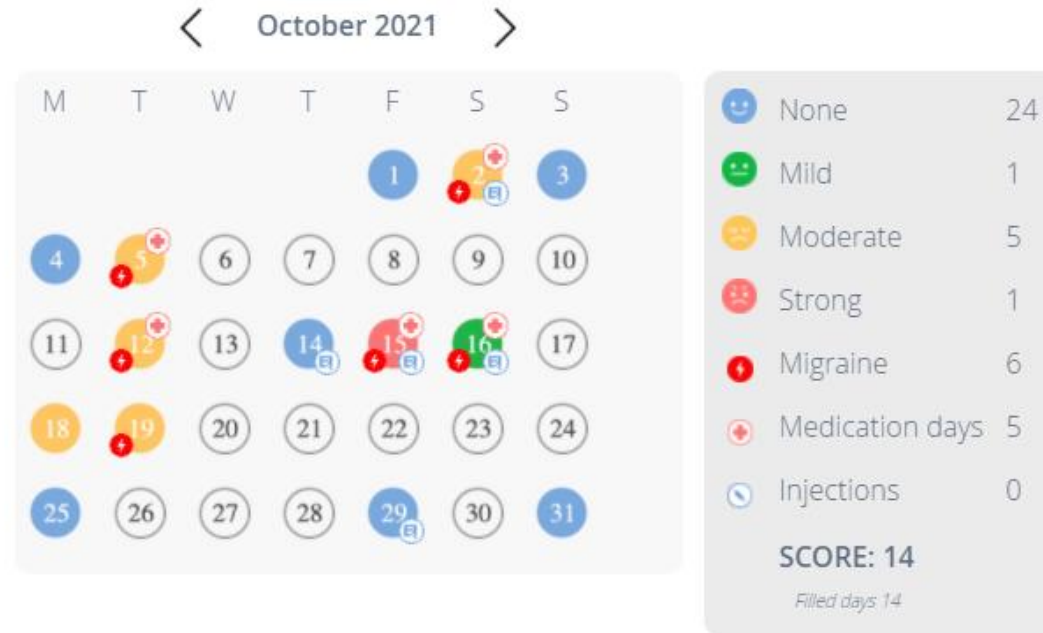 October 2021
M T W T F S S
1 2 3
4 5 6 7 8 9 10
11 12 13 14 15 16 17
18 19 20 21 22 23 24
25 26 27 28 29 30 31
None 24
Mild 1
Moderate 5
Strong 1
Migraine 6
Medication days 5
Injections 0
SCORE: 14
Filled days 14